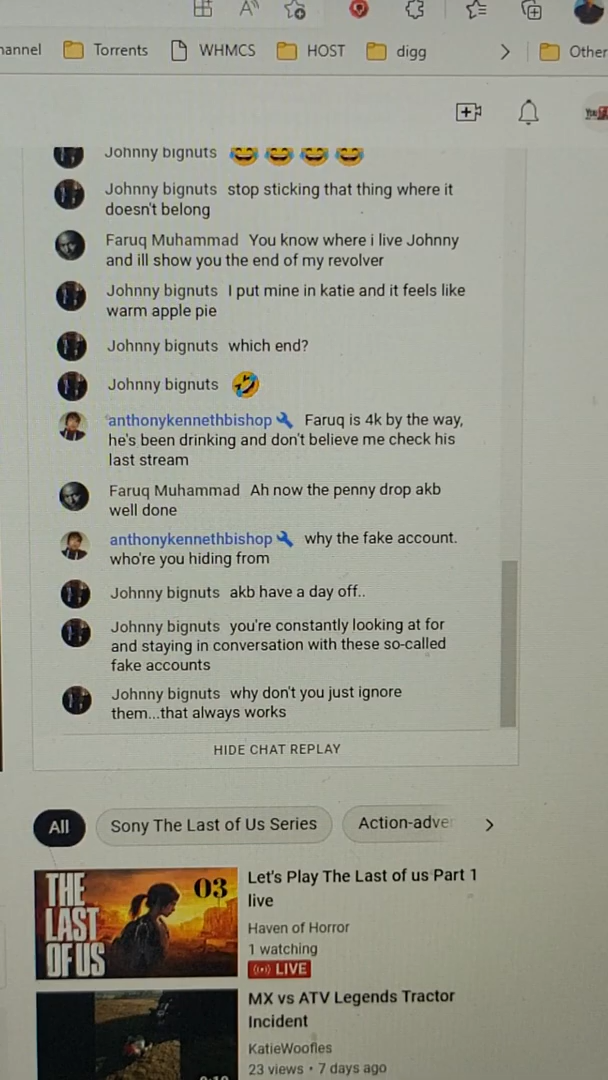 hannel Torrents WHMCS HOST digg Other
Johnny bignuts 😂😂😂😂
Johnny bignuts stop sticking that thing where it
doesn't belong
Faruq Muhammad You know where i live Johnny
and ill show you the end of my revolver
Johnny bignuts I put mine in katie and it feels like
warm apple pie
Johnny bignuts which end?
Johnny bignuts 🤣
anthonykennethbishop 🔧 Faruq is 4k by the way,
he's been drinking and don't believe me check his
last stream
Faruq Muhammad Ah now the penny drop akb
well done
anthonykennethbishop 🔧 why the fake account.
who're you hiding from
Johnny bignuts akb have a day off..
Johnny bignuts you're constantly looking at for
and staying in conversation with these so-called
fake accounts
Johnny bignuts why don't you just ignore
them...that always works
HIDE CHAT REPLAY
All Sony The Last of Us Series Action-adver
THE
LAST
OF US
03
Let's Play The Last of us Part 1
live
Haven of Horror
1 watching
LIVE
MX vs ATV Legends Tractor
Incident
KatieWoofles
23 views • 7 days ago